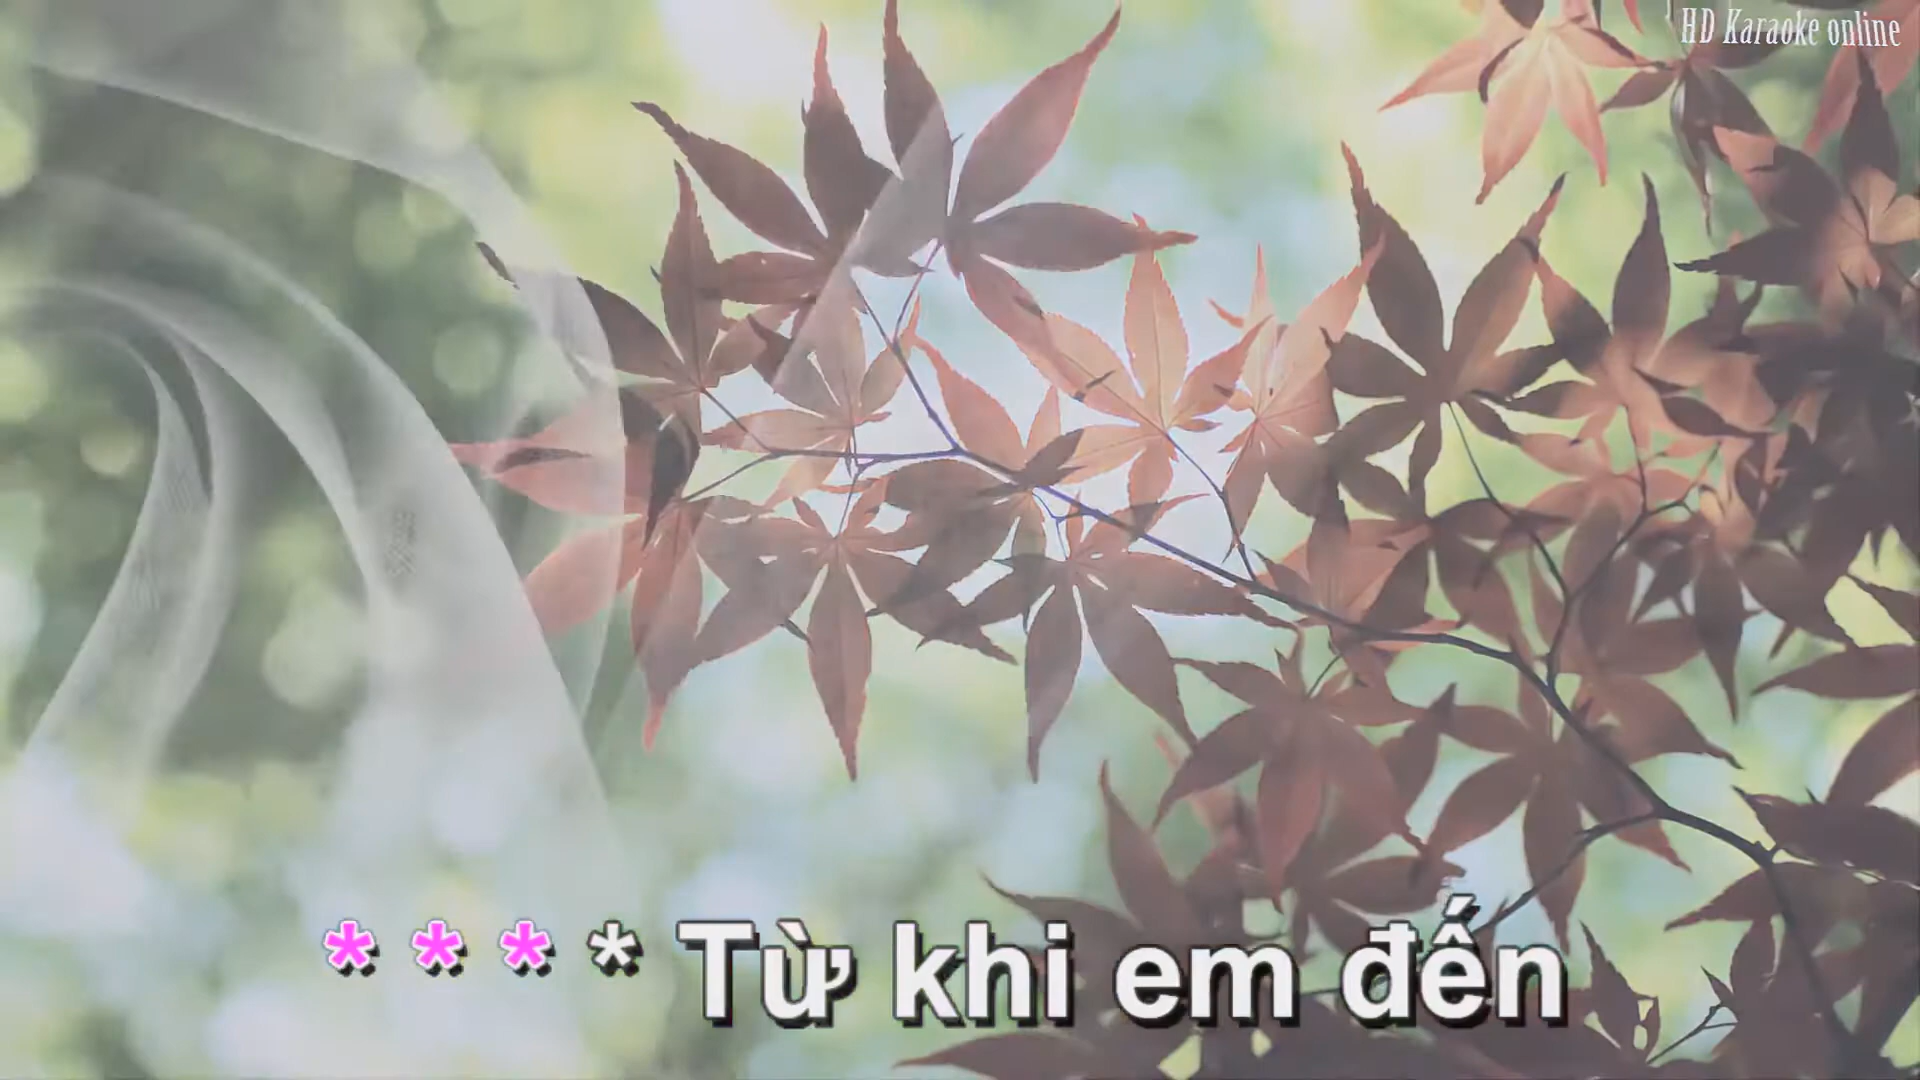 HD Karaoke online
* * * * Từ khi em đến